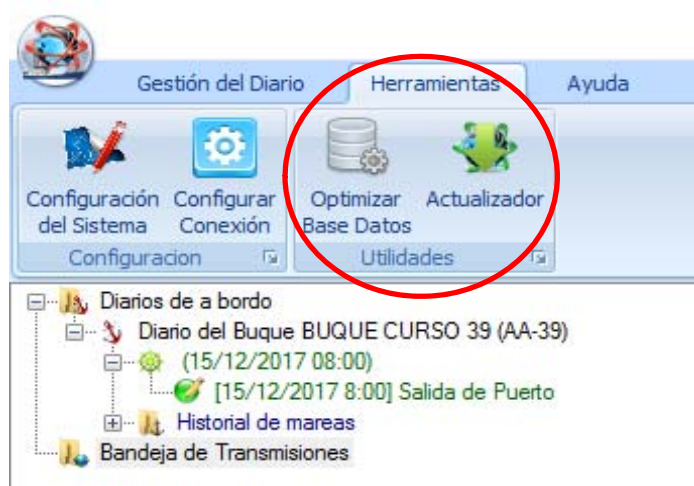 Gestión del Diario Herramientas Ayuda
Configuración Configurar Optimizar Actualizador
del Sistema Conexión Base Datos
Configuracion Utilidades
Diarios de a bordo
Diario del Buque BUQUE CURSO 39 (AA-39)
(15/12/2017 08:00)
[15/12/2017 8:00] Salida de Puerto
Historial de mareas
Bandeja de Transmisiones